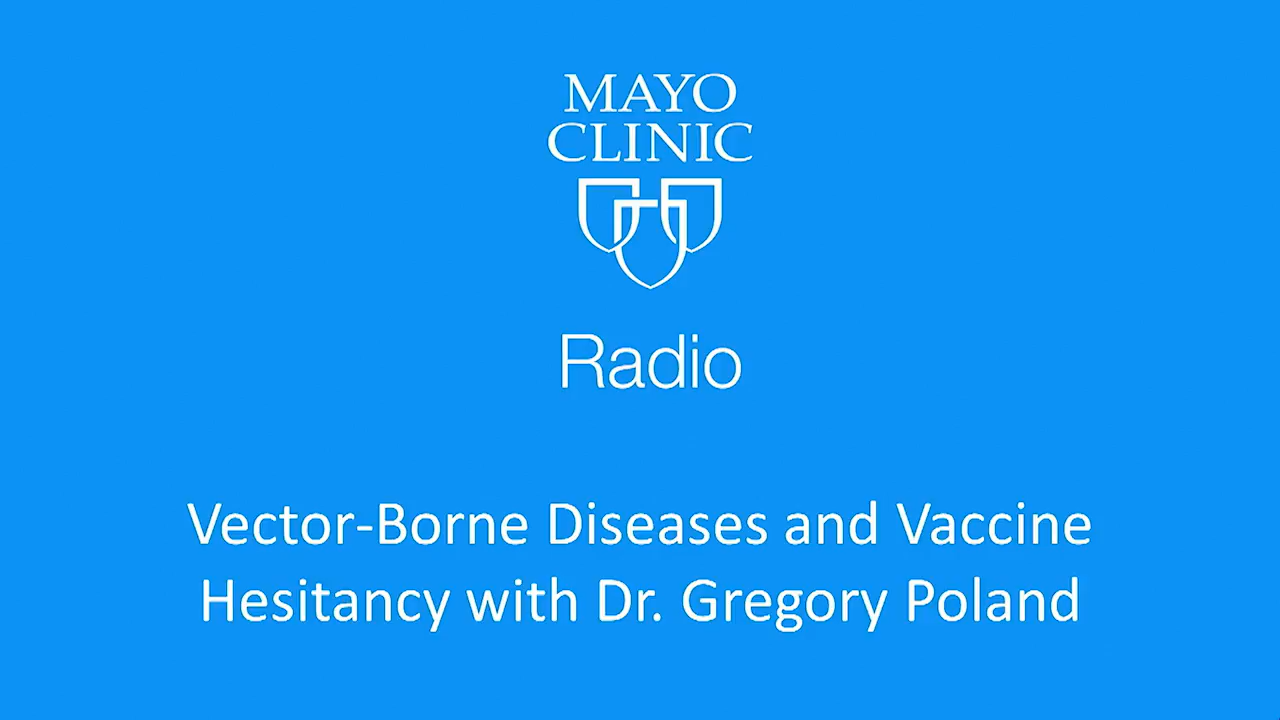 MAYO
CLINIC
Radio
Vector-Borne Diseases and Vaccine
Hesitancy with Dr. Gregory Poland